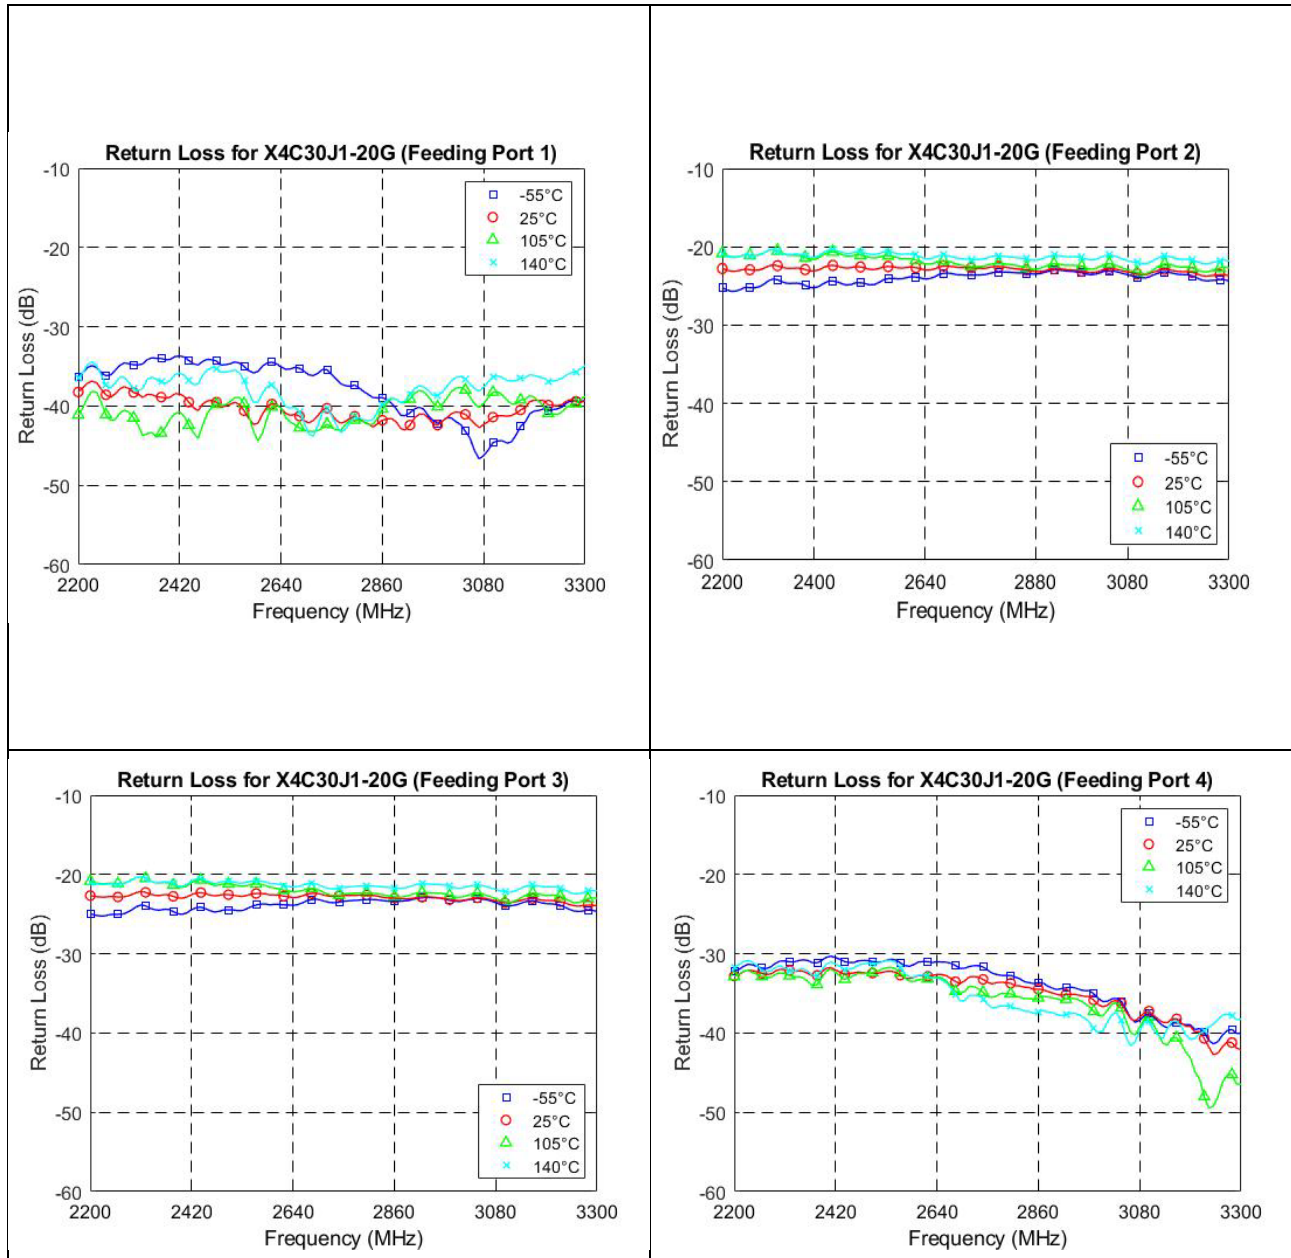 Return Loss for X4C30J1-20G (Feeding Port 1)
-10
-20
-30
-40
-50
-60
Return Loss (dB)
-55°C
25°C
105°C
140°C
2200 2420 2640 2860 3080 3300
Frequency (MHz)
Return Loss for X4C30J1-20G (Feeding Port 2)
-10
-20
-30
-40
-50
-60
Return Loss (dB)
-55°C
25°C
105°C
140°C
2200 2400 2640 2880 3080 3300
Frequency (MHz)
Return Loss for X4C30J1-20G (Feeding Port 3)
-10
-20
-30
-40
-50
-60
Return Loss (dB)
-55°C
25°C
105°C
140°C
2200 2420 2640 2860 3080 3300
Frequency (MHz)
Return Loss for X4C30J1-20G (Feeding Port 4)
-10
-20
-30
-40
-50
-60
Return Loss (dB)
-55°C
25°C
105°C
140°C
2200 2420 2640 2860 3080 3300
Frequency (MHz)